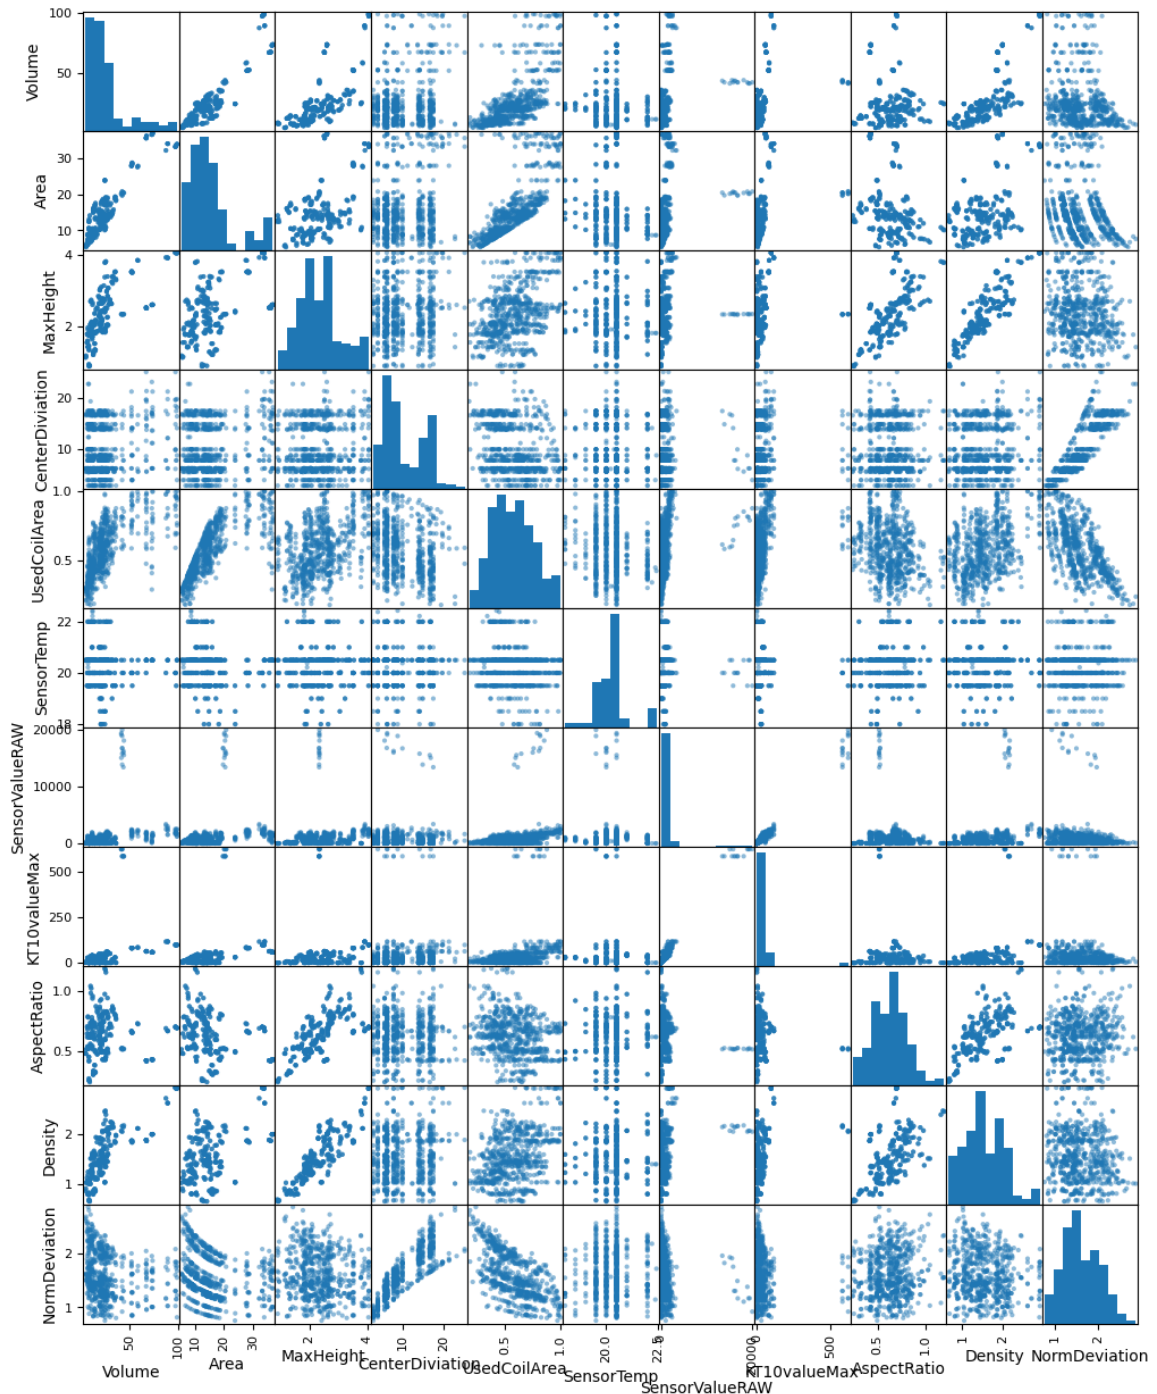 100
50
Volume
30
20
10
Area
4
2
MaxHeight
20
10
CenterDiviation
1.0
0.5
UsedCoilArea
22
20
18
SensorTemp
20000
10000
0
SensorValueRAW
500
250
0
KT10valueMax
1.0
0.5
AspectRatio
2
1
Density
2
1
NormDeviation
50 100 10 20 30 2 4 10 20 0.5 1.0 20.0 22.5 0 20000 0 500 0.5 1.0 1 2 1 2
Volume Area MaxHeight CenterDiviation UsedCoilArea SensorTemp SensorValueRAW KT10valueMax AspectRatio Density NormDeviation